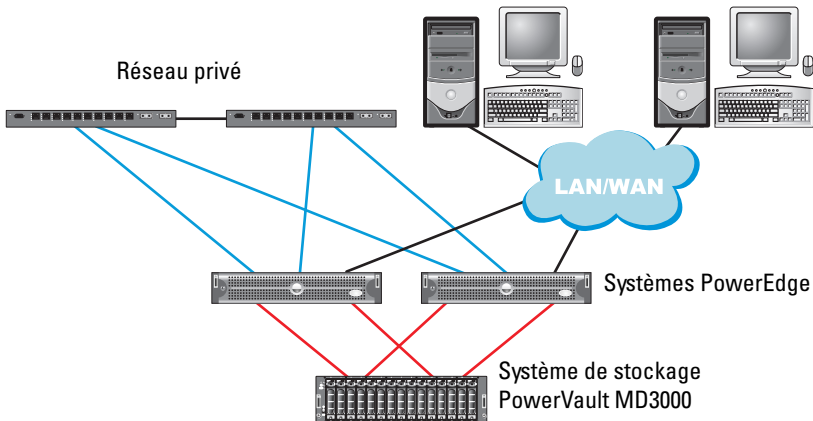 Réseau privé
LAN/WAN
Systèmes PowerEdge
Système de stockage
PowerVault MD3000